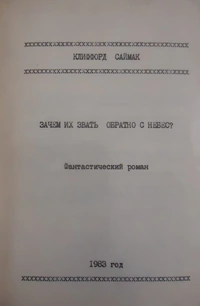 КЛИФФОРД САЙМАК
ЗАЧЕМ ИХ ЗВАТЬ ОБРАТНО С НЕБЕС?
Фантастический роман
1983 год